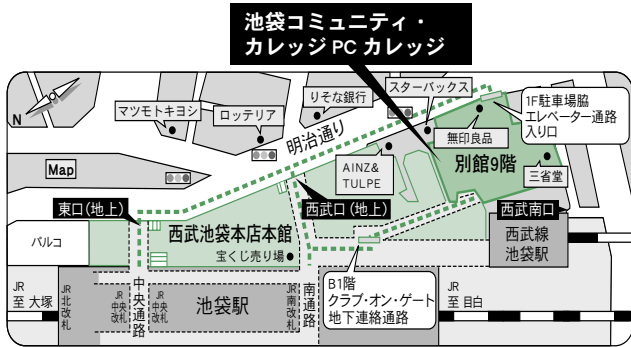 池袋コミュニティ・
カレッジ PC カレッジ
N
マツモトキヨシ
ロッテリア
りそな銀行
スターバックス
明治通り
無印良品
1F駐車場脇
エレベーター通路
入り口
Map
AINZ&
TULPE
別館9階
三省堂
東口(地上)
西武口(地上)
西武南口
パルコ
西武池袋本店本館
宝くじ売り場
西武線
池袋駅
B1階
クラブ・オン・ゲート
地下連絡通路
JR
至 大塚
JR
北改札
JR
中央改札
中央通路
JR
中央改札
池袋駅
JR
南改札
南通路
JR
至 目白